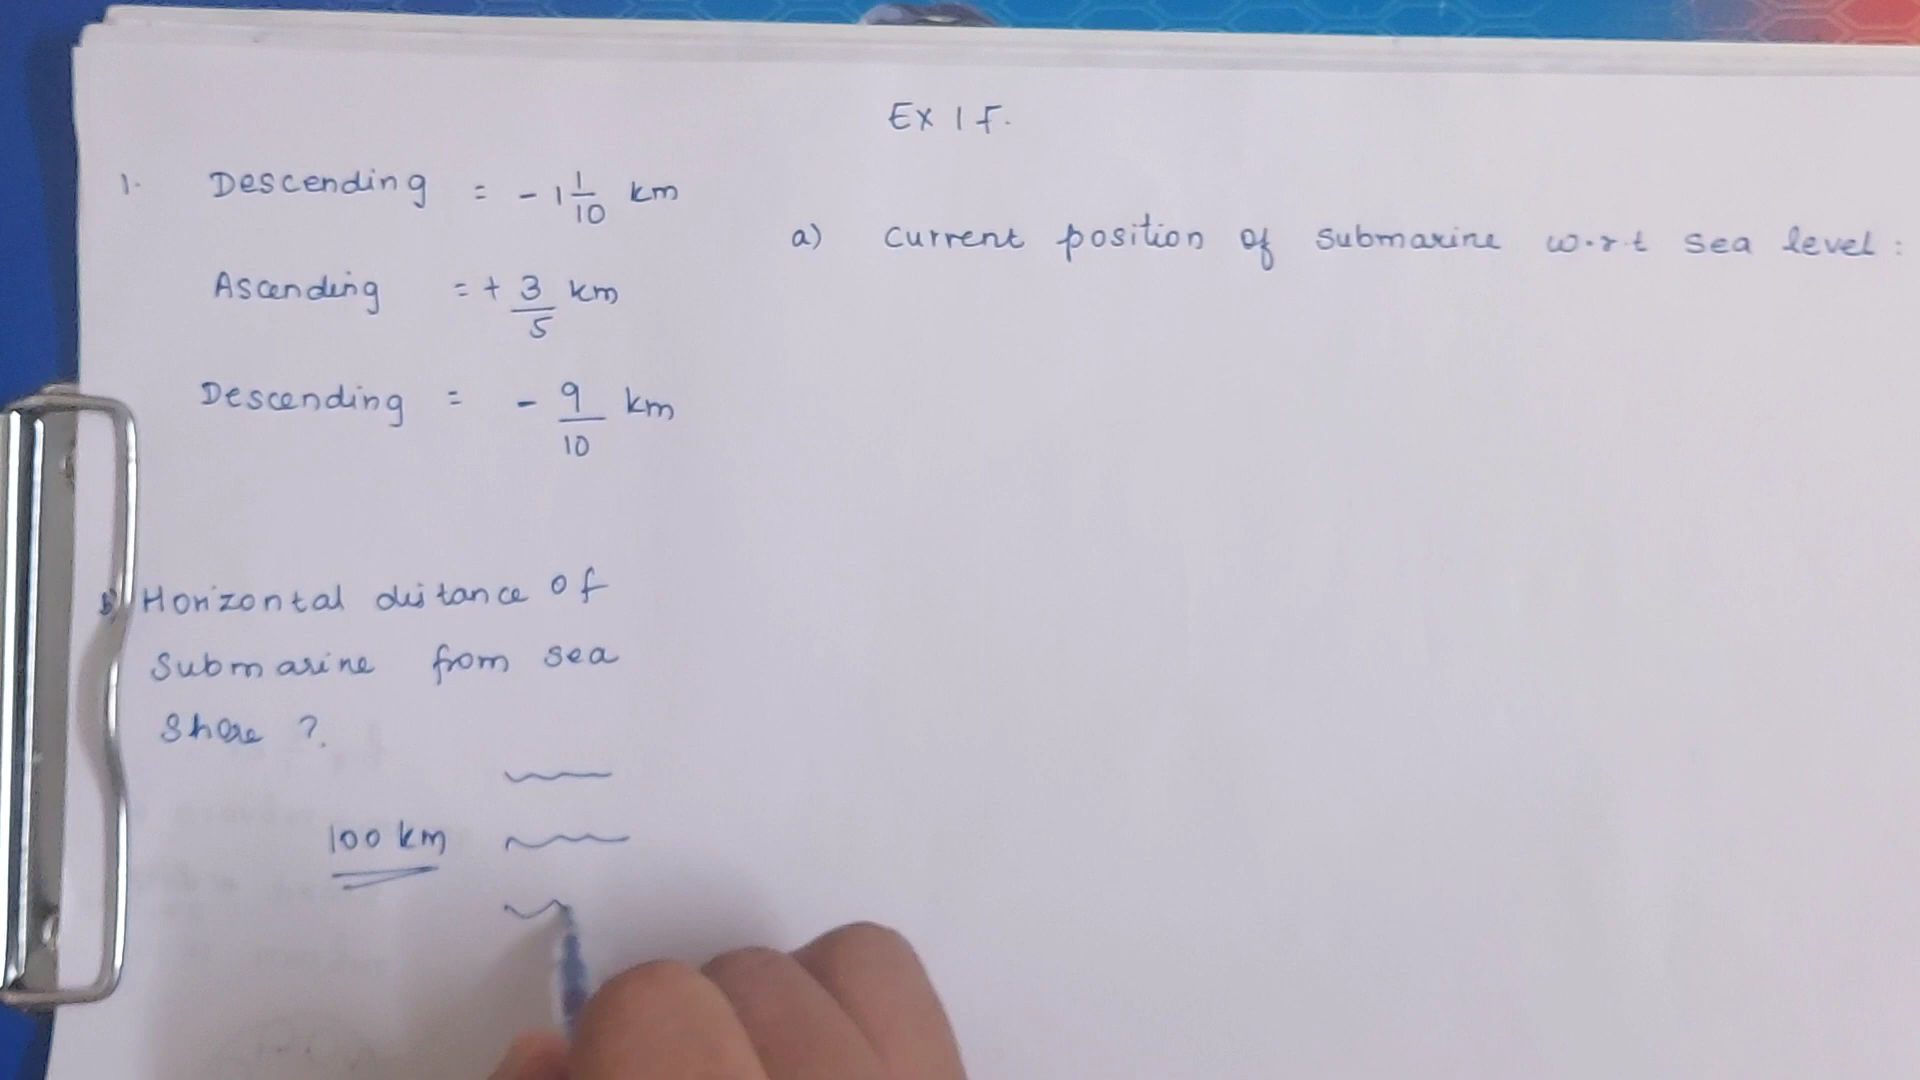 Ex 1 F.
1. Descending = - 1 1/10 km
Ascending = + 3/5 km
Descending = - 9/10 km
a) current position of submarine w.r.t sea level :
b) Horizontal distance of
submarine from sea
shore ?.
100 km